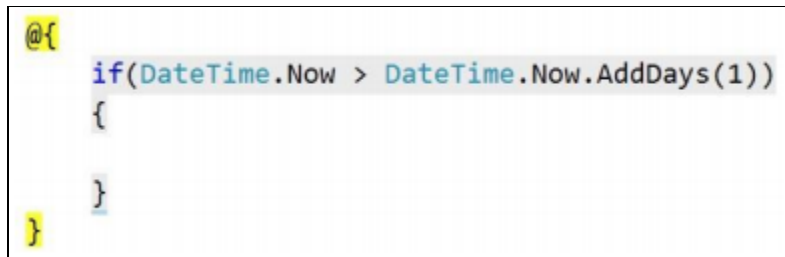 @{
if(DateTime.Now > DateTime.Now.AddDays(1))
{
}
}